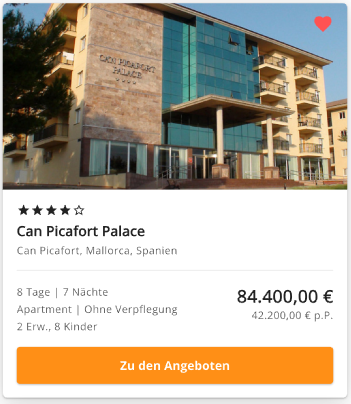 CAN PICAFORT
PALACE
Can Picafort Palace
Can Picafort, Mallorca, Spanien
8 Tage | 7 Nächte
84.400,00 €
Apartment | Ohne Verpflegung
42.200,00 € p.P.
2 Erw., 8 Kinder
Zu den Angeboten